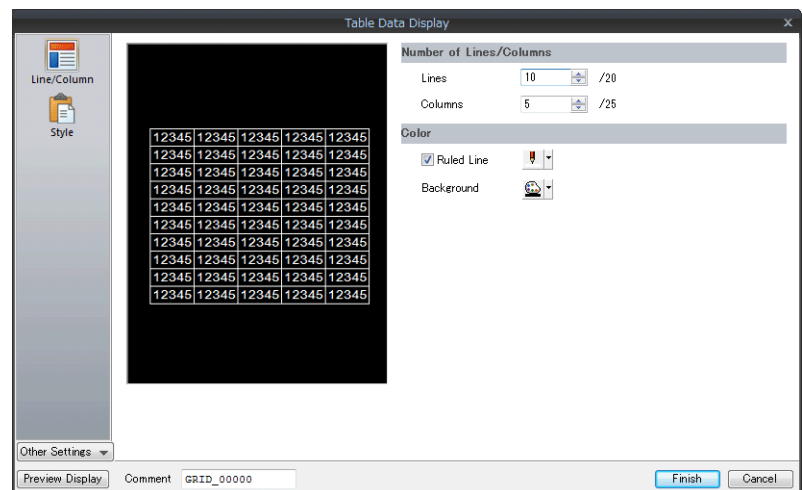 Table Data Display
x
Line/Column
Style
Number of Lines/Columns
Lines 10 /20
Columns 5 /25
Color
Ruled Line
Background
12345 12345 12345 12345 12345
12345 12345 12345 12345 12345
12345 12345 12345 12345 12345
12345 12345 12345 12345 12345
12345 12345 12345 12345 12345
12345 12345 12345 12345 12345
12345 12345 12345 12345 12345
12345 12345 12345 12345 12345
12345 12345 12345 12345 12345
12345 12345 12345 12345 12345
Other Settings
Preview Display Comment GRID_00000 Finish Cancel